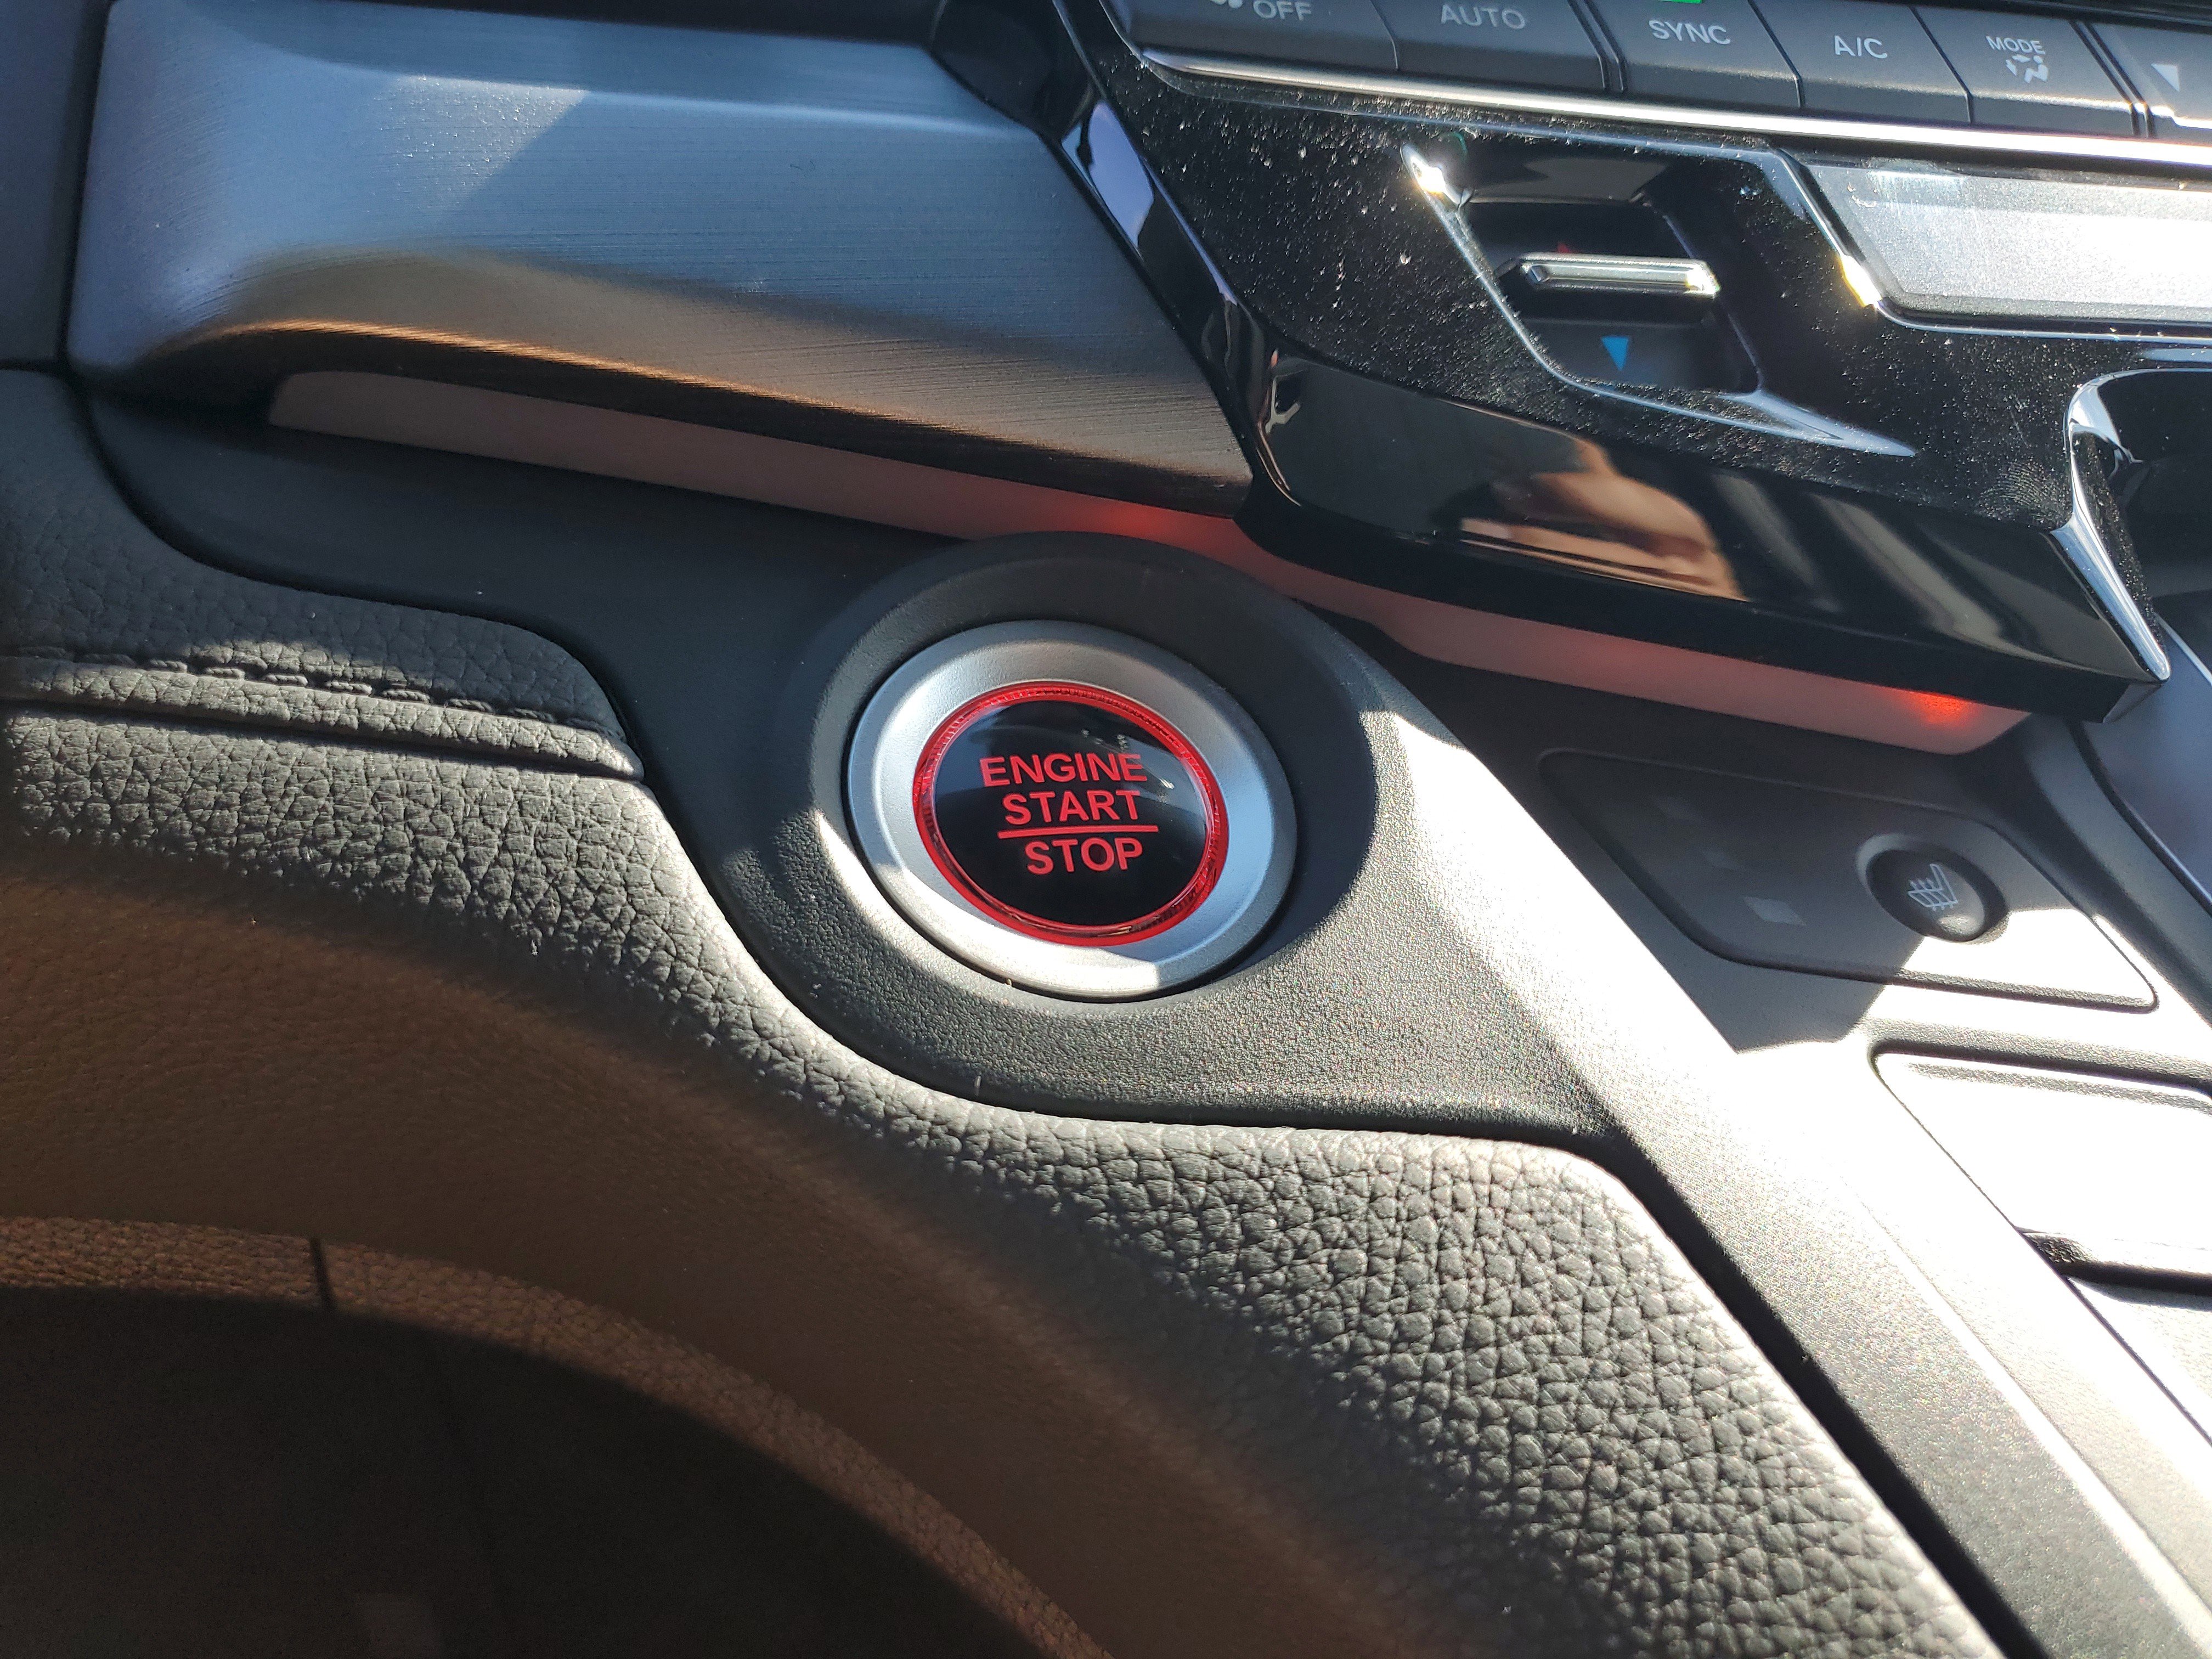 OFF
AUTO
SYNC
A/C
MODE
ENGINE
START
STOP